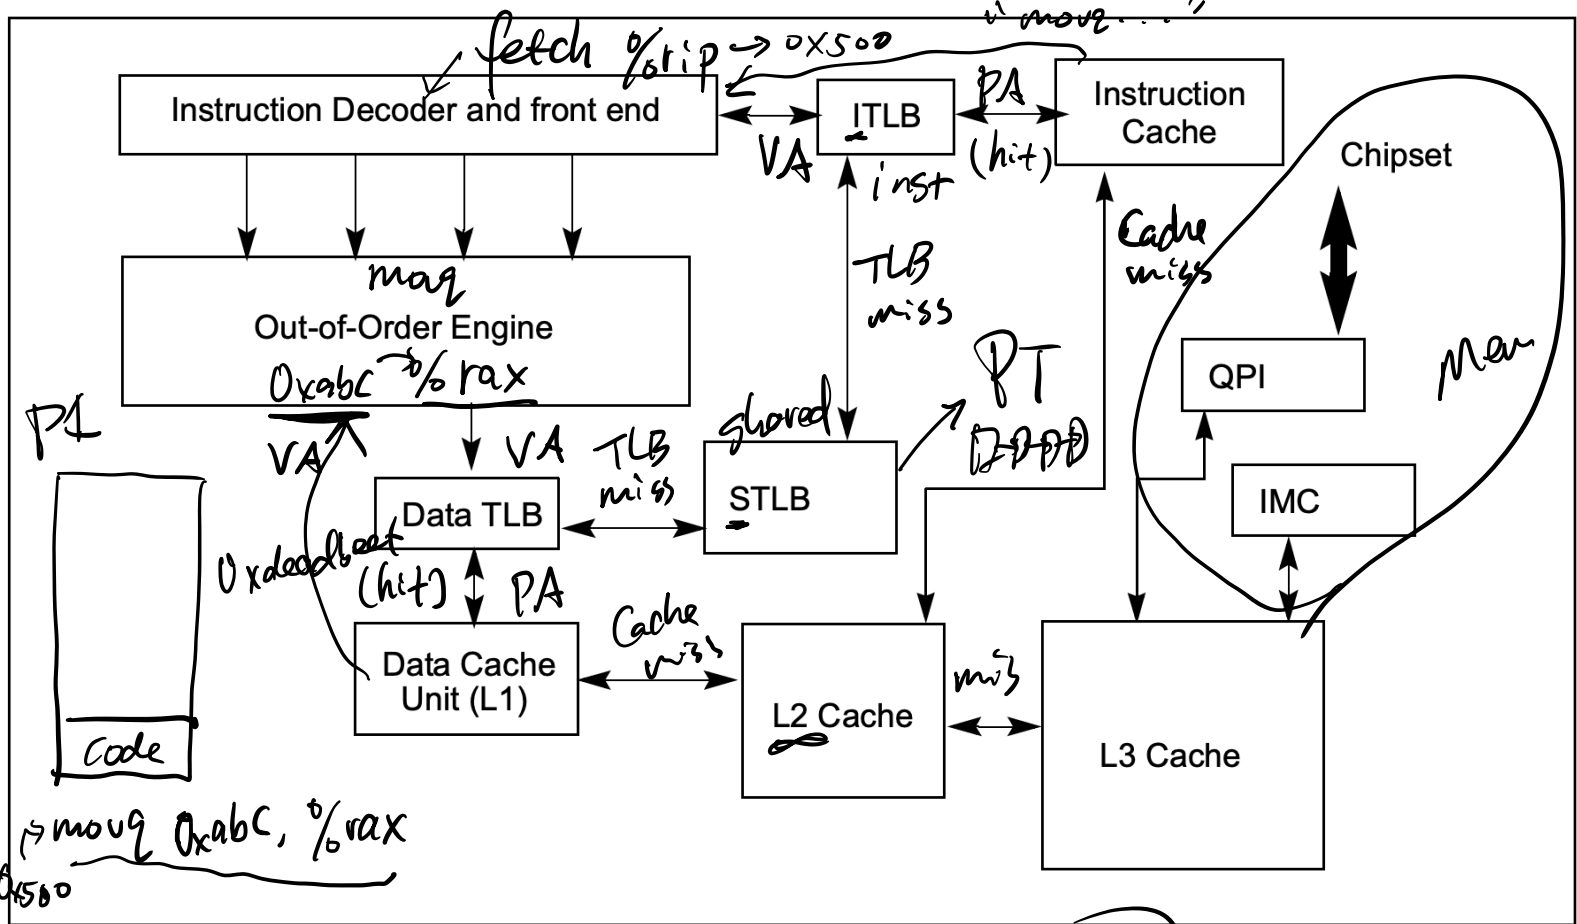 "movq...."
fetch %rip → 0x500
Instruction Decoder and front end
ITLB
PA
Instruction
Cache
VA
inst
(hit)
Chipset
Cache
miss
TLB
miss
movq
Out-of-Order Engine
0xabc → % rax
QPI
Mem
PT
P1
VA
VA
TLB
miss
shared
STLB
IMC
Data TLB
0xdeadbeef
(hit)
PA
Cache
miss
Data Cache
Unit (L1)
L2 Cache
mis
L3 Cache
Code
movq 0xabc, %rax
0x500